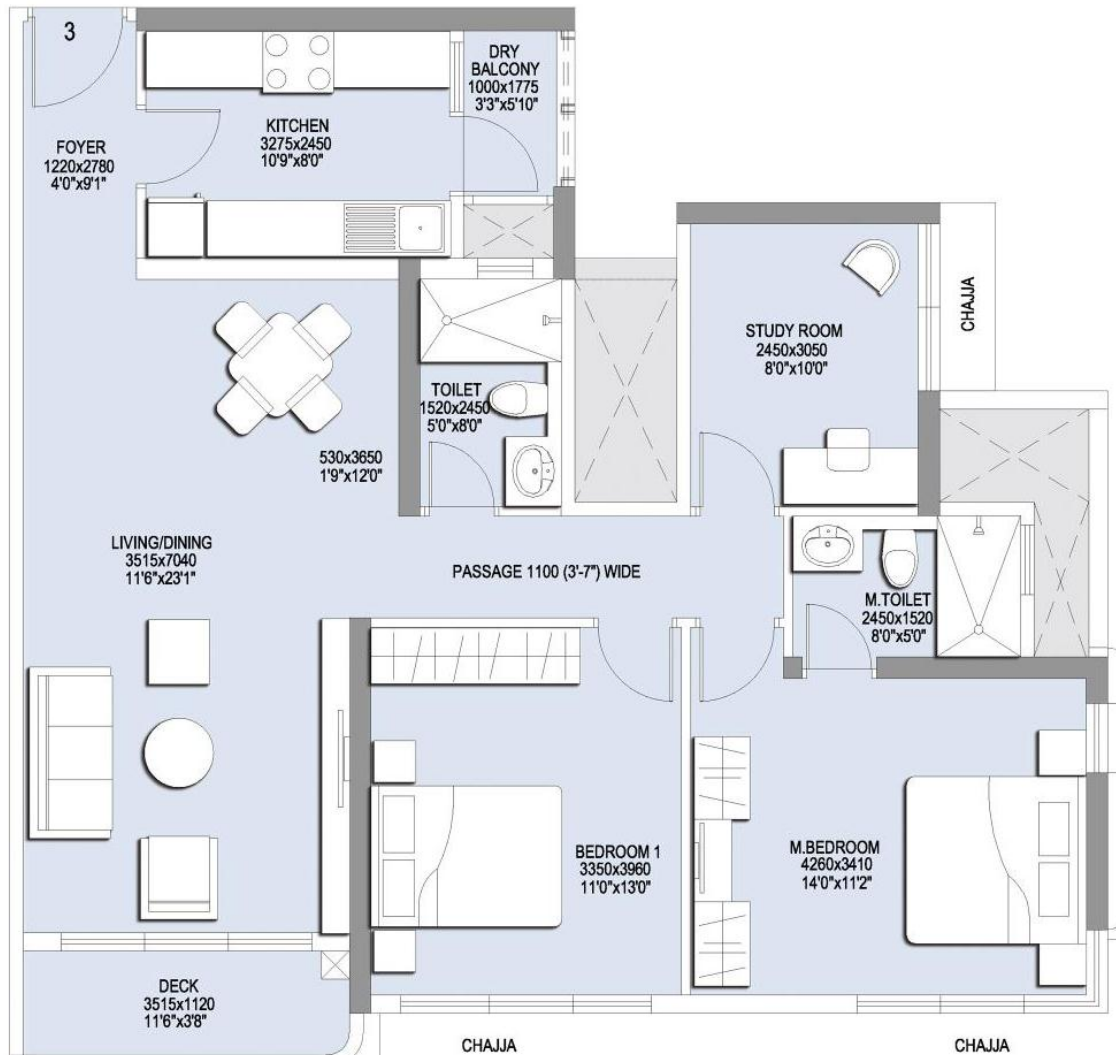 3
DRY
BALCONY
1000x1775
3'3"x5'10"
KITCHEN
3275x2450
10'9"x8'0"
FOYER
1220x2780
4'0"x9'1"
STUDY ROOM
2450x3050
8'0"x10'0"
CHAJJA
TOILET
1520x2450
5'0"x8'0"
530x3650
1'9"x12'0"
LIVING/DINING
3515x7040
11'6"x23'1"
PASSAGE 1100 (3'-7") WIDE
M.TOILET
2450x1520
8'0"x5'0"
BEDROOM 1
3350x3960
11'0"x13'0"
M.BEDROOM
4260x3410
14'0"x11'2"
DECK
3515x1120
11'6"x3'8"
CHAJJA
CHAJJA